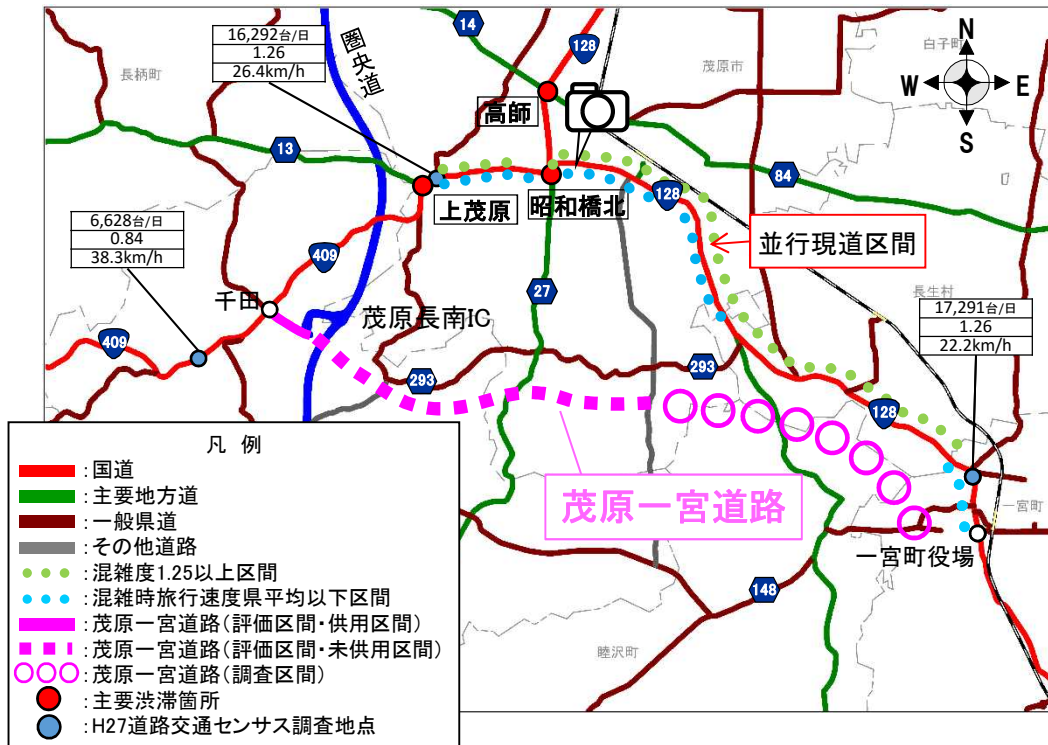 16,292台/日
1.26
26.4km/h
圏央道
14
128
長柄町
茂原市
白子町
N
W
E
S
高師
13
84
128
上茂原
昭和橋北
並行現道区間
6,628台/日
0.84
38.3km/h
409
千田
27
長生村
茂原長南IC
17,291台/日
1.26
22.2km/h
409
293
293
128
茂原一宮道路
一宮町
一宮町役場
148
睦沢町
凡 例
:国道
:主要地方道
:一般県道
:その他道路
:混雑度1.25以上区間
:混雑時旅行速度県平均以下区間
:茂原一宮道路(評価区間・供用区間)
:茂原一宮道路(評価区間・未供用区間)
:茂原一宮道路(調査区間)
:主要渋滞箇所
:H27道路交通センサス調査地点